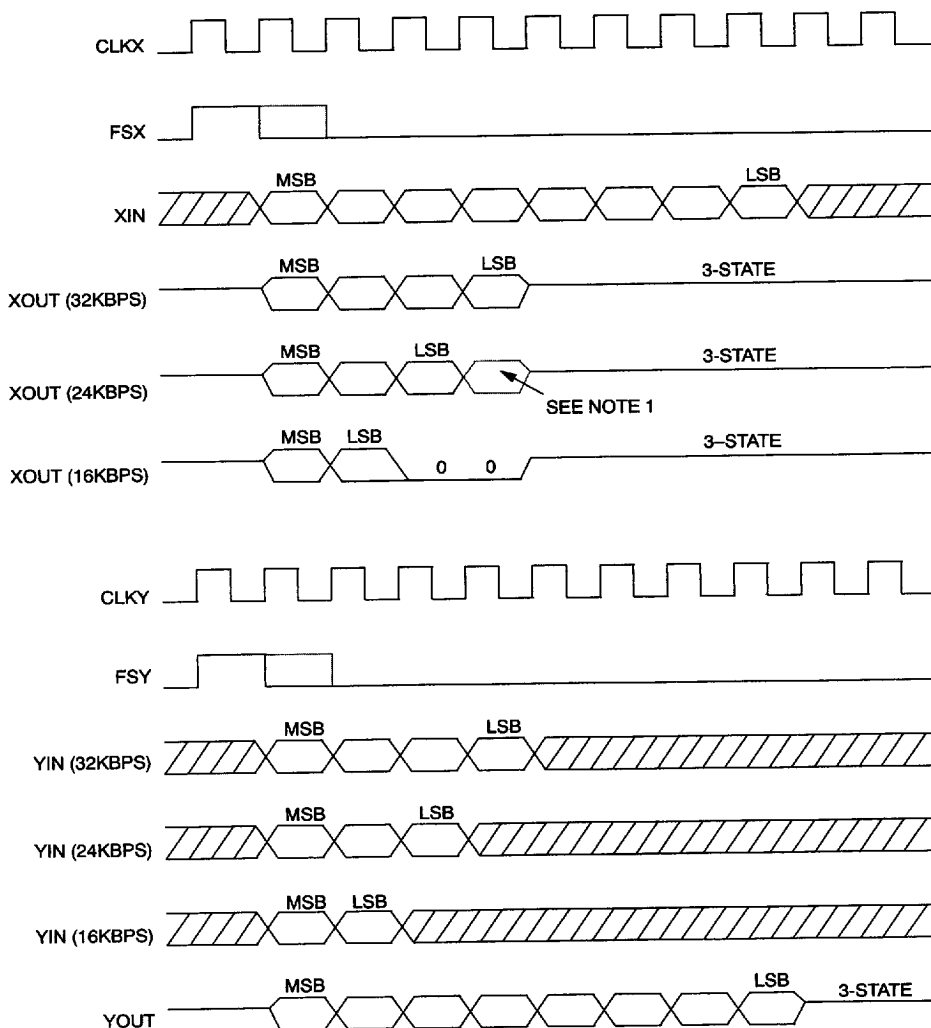 CLKX
FSX
MSB LSB
XIN
MSB LSB 3-STATE
XOUT (32KBPS)
MSB LSB 3-STATE
XOUT (24KBPS)
SEE NOTE 1
MSB LSB 0 0 3–STATE
XOUT (16KBPS)
CLKY
FSY
MSB LSB
YIN (32KBPS)
MSB LSB
YIN (24KBPS)
MSB LSB
YIN (16KBPS)
MSB LSB 3-STATE
YOUT